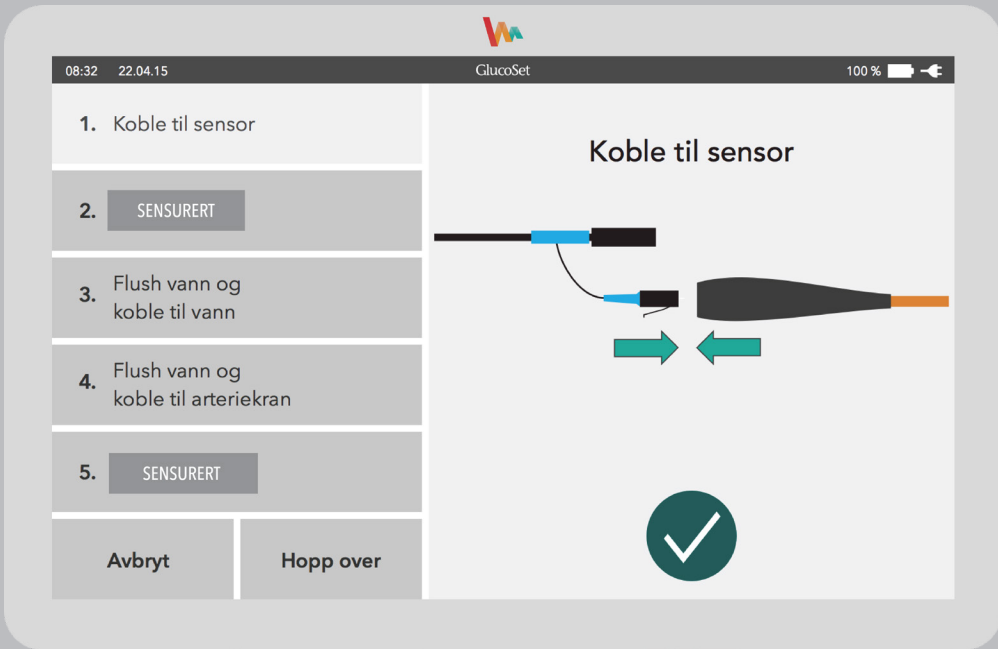 08:32 22.04.15 GlucoSet 100 %
1. Koble til sensor
2. SENSURERT
3. Flush vann og
koble til vann
4. Flush vann og
koble til arteriekran
5. SENSURERT
Avbryt Hopp over
Koble til sensor